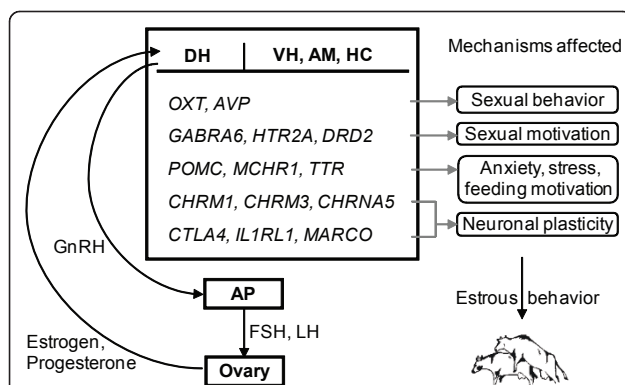 Mechanisms affected
DH VH, AM, HC
OXT, AVP
Sexual behavior
GABRA6, HTR2A, DRD2
Sexual motivation
POMC, MCHR1, TTR
Anxiety, stress,
feeding motivation
CHRM1, CHRM3, CHRNA5
Neuronal plasticity
CTLA4, IL1RL1, MARCO
GnRH
AP
Estrous behavior
FSH, LH
Estrogen,
Progesterone
Ovary